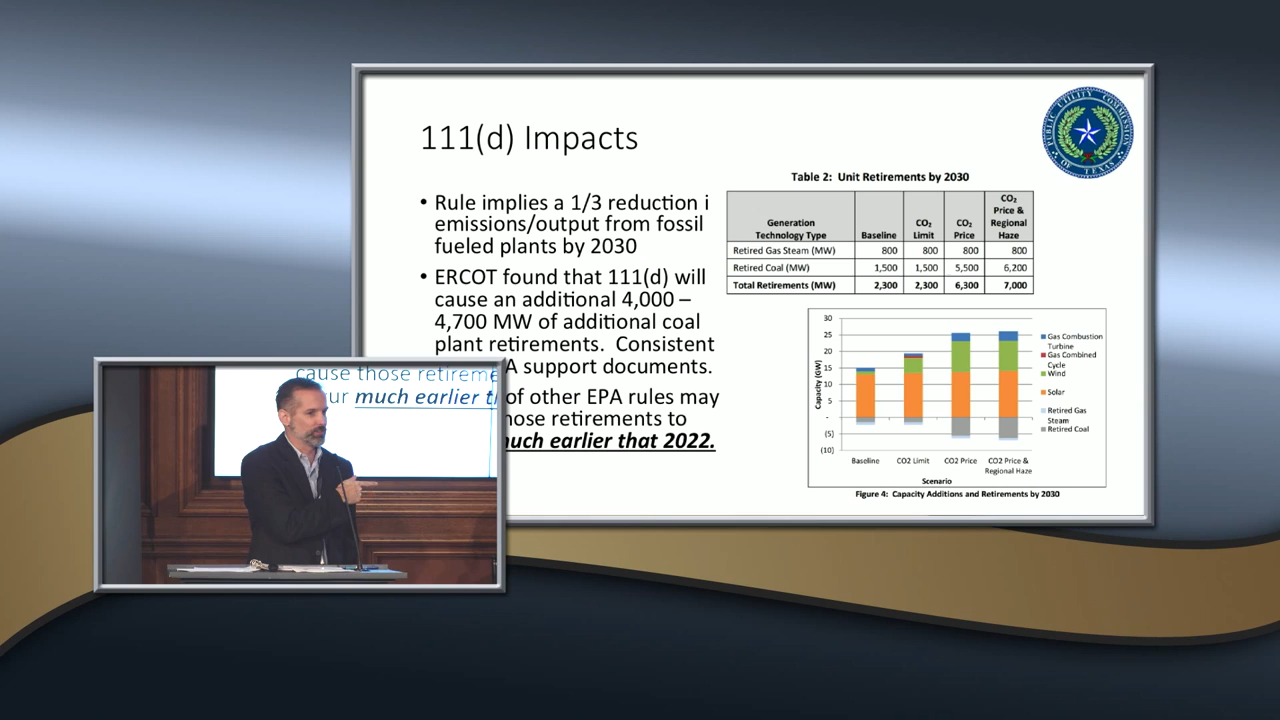 111(d) Impacts
PUBLIC UTILITY COMMISSION
OF TEXAS
• Rule implies a 1/3 reduction i
emissions/output from fossil
fueled plants by 2030
• ERCOT found that 111(d) will
cause an additional 4,000 –
4,700 MW of additional coal
plant retirements. Consistent
A support documents.
of other EPA rules may
hose retirements to
uch earlier that 2022.
Table 2: Unit Retirements by 2030
Generation Technology Type Baseline CO₂ Limit CO₂ Price CO₂ Price & Regional Haze
Retired Gas Steam (MW) 800 800 800 800
Retired Coal (MW) 1,500 1,500 5,500 6,200
Total Retirements (MW) 2,300 2,300 6,300 7,000
Capacity (GW)
30
25
20
15
10
5
-
(5)
(10)
Baseline CO2 Limit CO2 Price CO2 Price &
Regional Haze
Scenario
Gas Combustion
Turbine
Gas Combined
Cycle
Wind
Solar
Retired Gas
Steam
Retired Coal
Figure 4: Capacity Additions and Retirements by 2030
cause those retireme
ur much earlier t